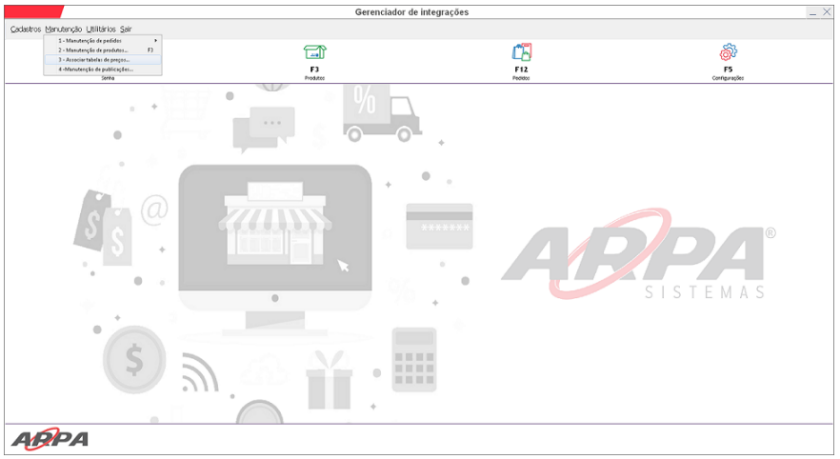 Gerenciador de integrações
Cadastros Manutenção Utilitários Sair
1 - Manutenção de pedidos
2 - Manutenção de produtos... F3
3 - Associar tabelas de preços...
4 -Manutenção de publicações...
F3
Produtos
F12
Pedidos
F5
Configurações
%
$
@
$
$
ARPA®
SISTEMAS
%
$
ARPA